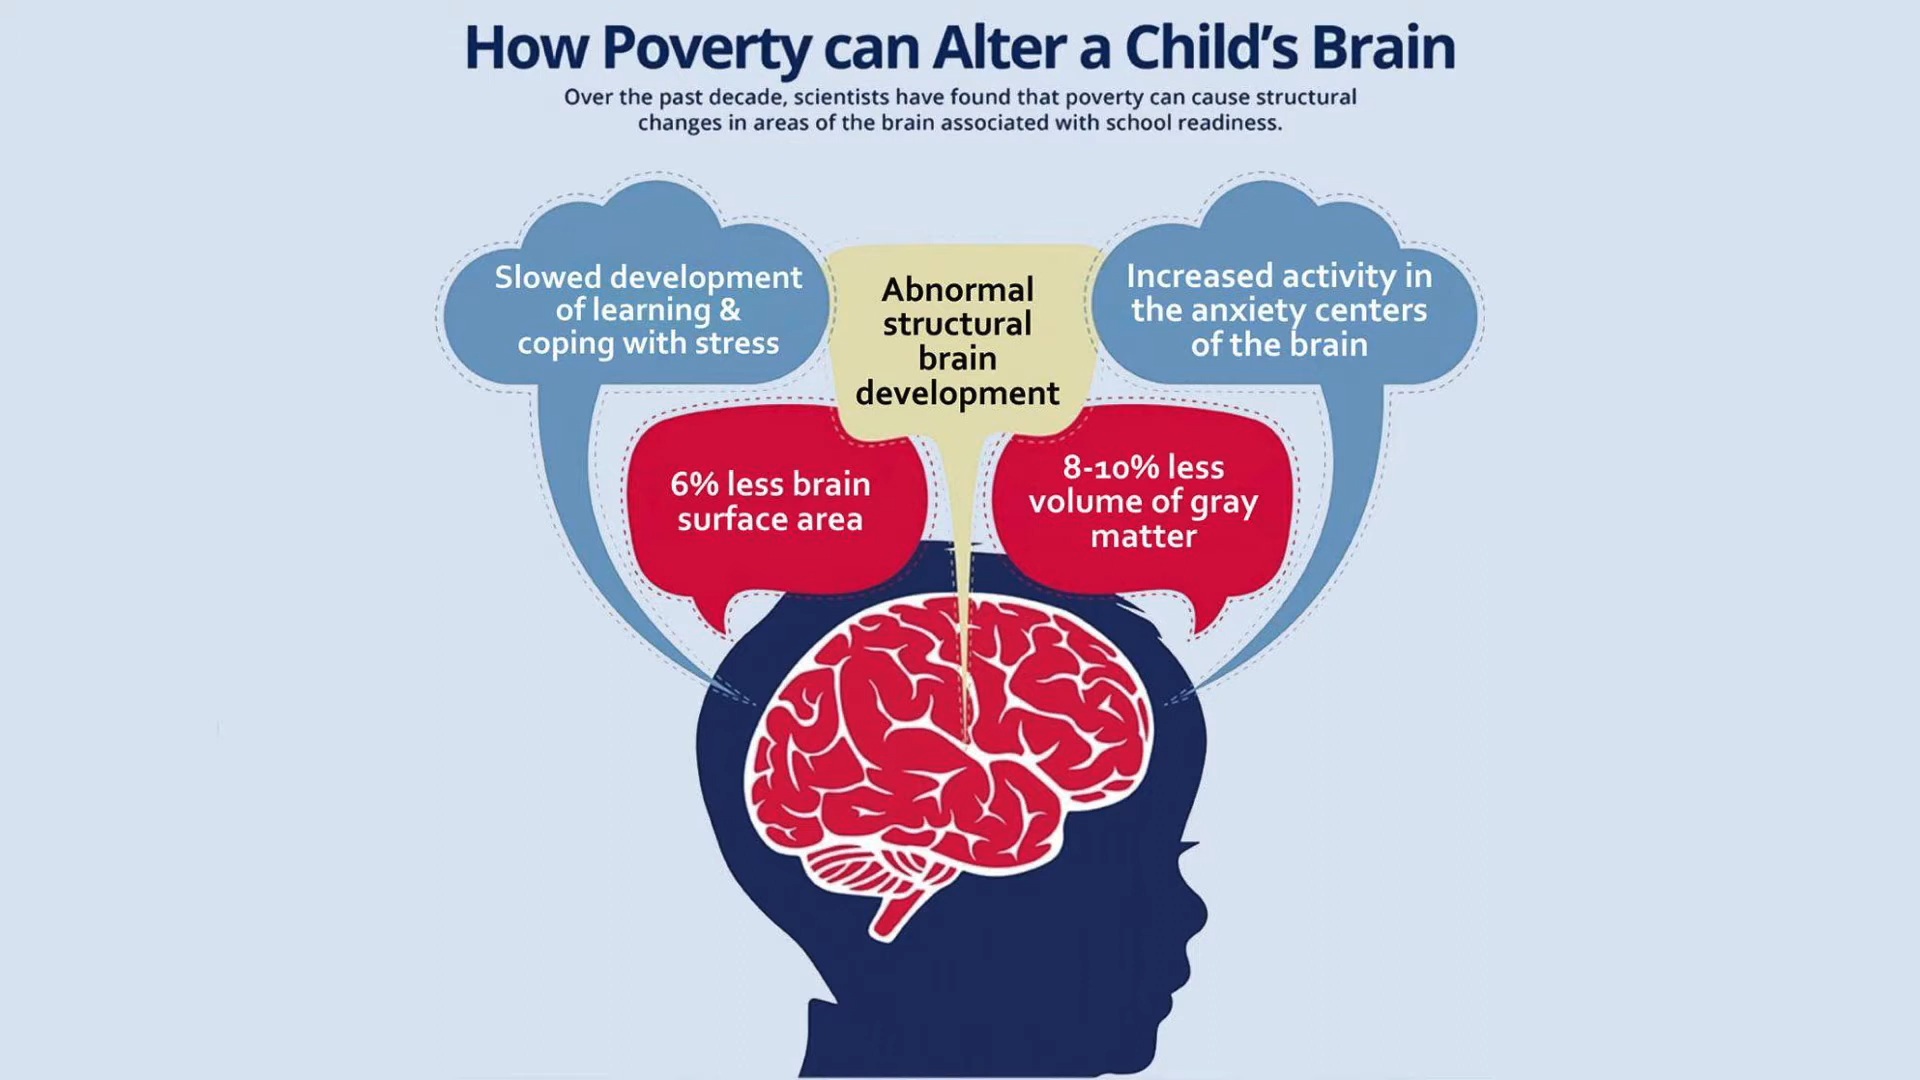 How Poverty can Alter a Child's Brain
Over the past decade, scientists have found that poverty can cause structural
changes in areas of the brain associated with school readiness.
Slowed development
of learning &
coping with stress
Abnormal
structural
brain
development
Increased activity in
the anxiety centers
of the brain
6% less brain
surface area
8-10% less
volume of gray
matter